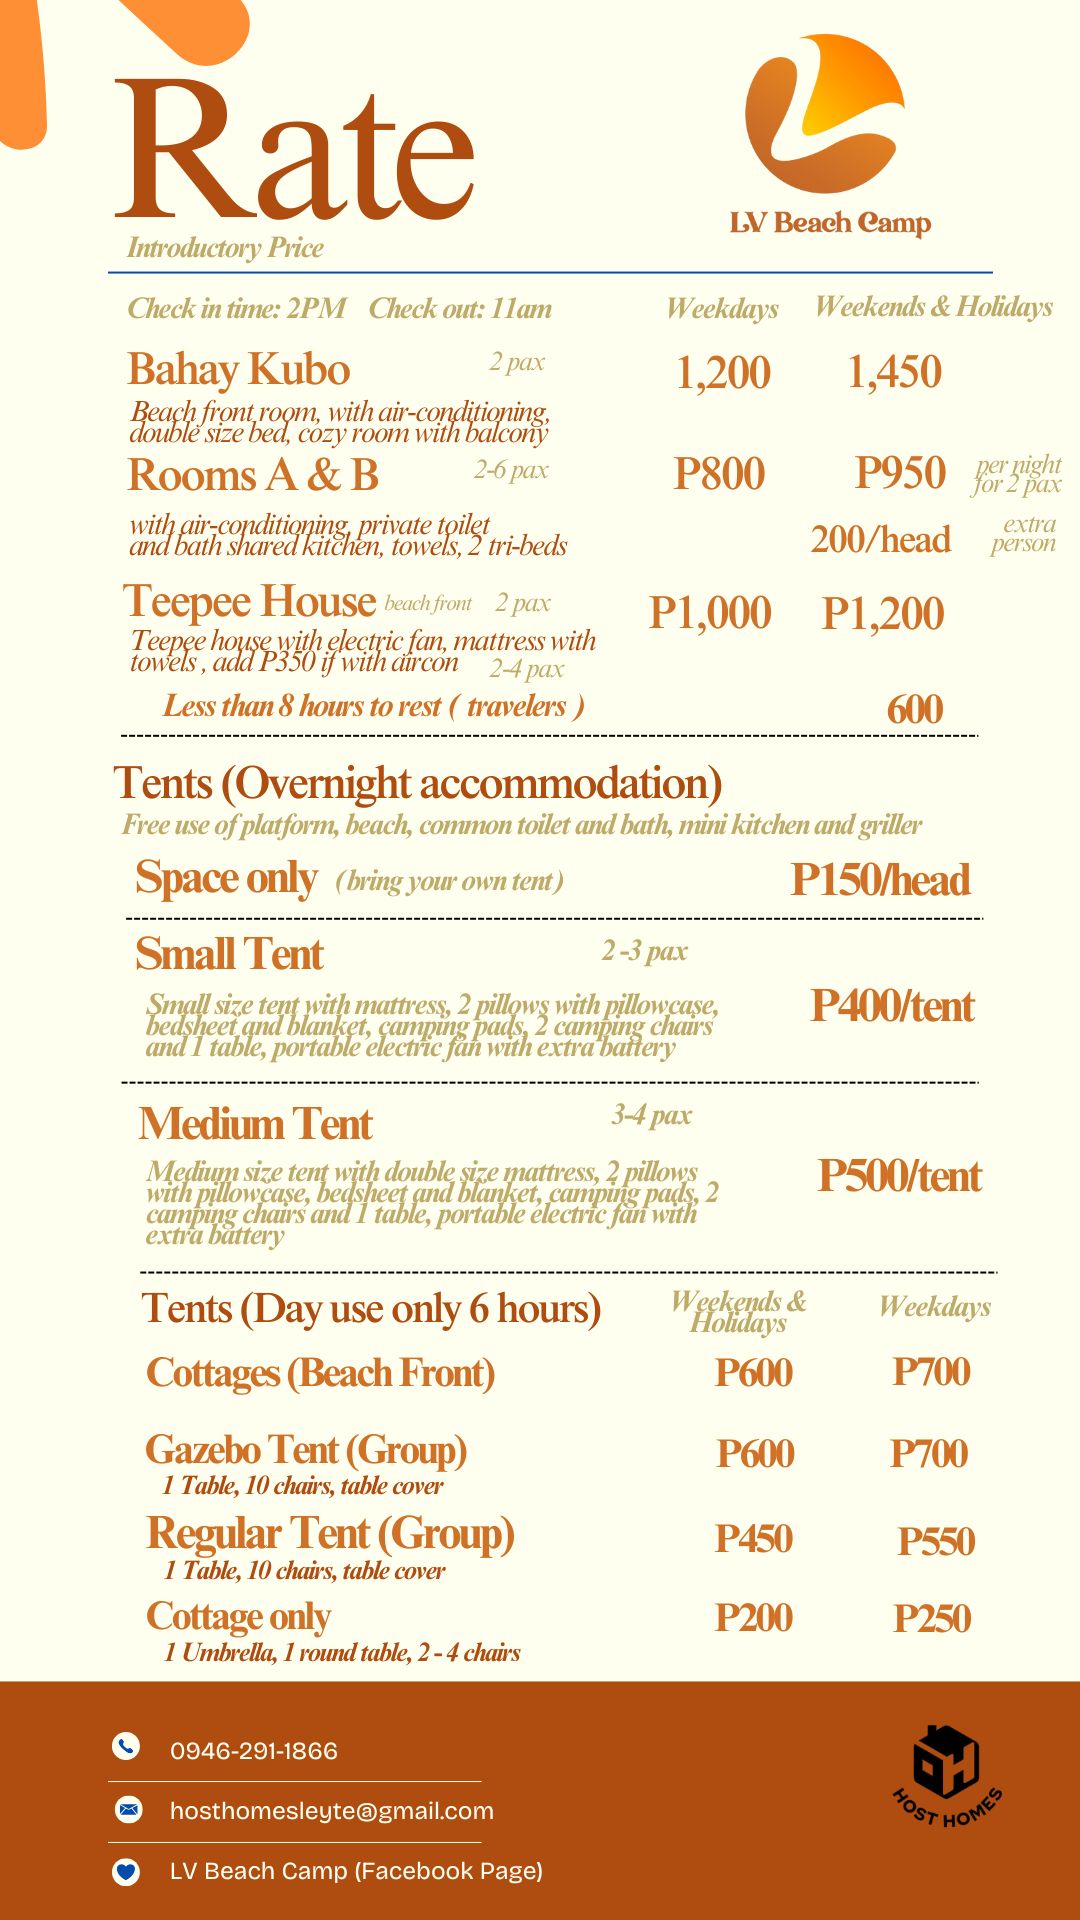 Rate
LV Beach Camp
Introductory Price
Check in time: 2PM Check out: 11am Weekdays Weekends & Holidays
Bahay Kubo 2 pax 1,200 1,450
Beach front room, with air-conditioning,
double size bed, cozy room with balcony
Rooms A & B 2-6 pax P800 P950 per night
for 2 pax
with air-conditioning, private toilet
and bath shared kitchen, towels, 2 tri-beds
200/head extra
person
Teepee House beach front 2 pax P1,000 P1,200
Teepee house with electric fan, mattress with
towels , add P350 if with aircon 2-4 pax
Less than 8 hours to rest ( travelers ) 600
Tents (Overnight accommodation)
Free use of platform, beach, common toilet and bath, mini kitchen and griller
Space only (bring your own tent) P150/head
Small Tent 2 -3 pax
Small size tent with mattress, 2 pillows with pillowcase,
bedsheet and blanket, camping pads, 2 camping chairs
and 1 table, portable electric fan with extra battery
P400/tent
Medium Tent 3-4 pax
Medium size tent with double size mattress, 2 pillows
with pillowcase, bedsheet and blanket, camping pads, 2
camping chairs and 1 table, portable electric fan with
extra battery
P500/tent
Tents (Day use only 6 hours) Weekends &
Holidays Weekdays
Cottages (Beach Front) P600 P700
Gazebo Tent (Group) P600 P700
1 Table, 10 chairs, table cover
Regular Tent (Group) P450 P550
1 Table, 10 chairs, table cover
Cottage only P200 P250
1 Umbrella, 1 round table, 2 - 4 chairs
0946-291-1866
hosthomesleyte@gmail.com
LV Beach Camp (Facebook Page)
HOST HOMES